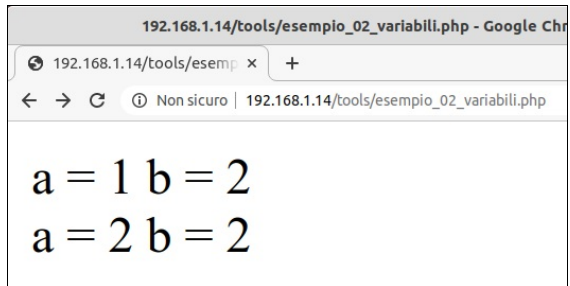 192.168.1.14/tools/esempio_02_variabili.php - Google Chr
192.168.1.14/tools/esemp
Non sicuro | 192.168.1.14/tools/esempio_02_variabili.php
a = 1 b = 2
a = 2 b = 2